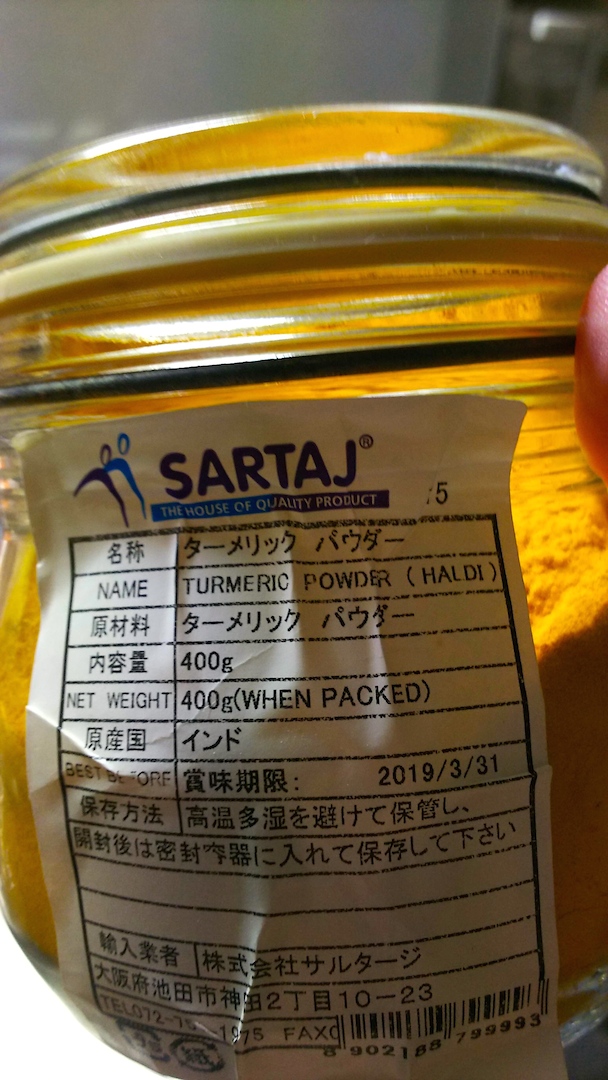 SARTAJ®
THE HOUSE OF QUALITY PRODUCT
名称 ターメリック パウダー
NAME TURMERIC POWDER ( HALDI )
原材料 ターメリック パウダー
内容量 400g
NET WEIGHT 400g(WHEN PACKED)
原産国 インド
BEST BEFORE 賞味期限: 2019/3/31
保存方法 高温多湿を避けて保管し、
開封後は密封容器に入れて保存して下さい
輸入業者 株式会社サルタージ
大阪府池田市神田2丁目10-23
1975
8 902188 799993